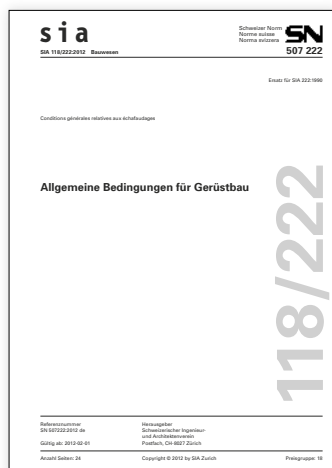 sia
SIA 118/222:2012 Bauwesen
Schweizer Norm
Norme suisse
Norma svizzera
SN
507 222
Ersatz für SIA 222:1990
Conditions générales relatives aux échafaudages
Allgemeine Bedingungen für Gerüstbau
118/222
Referenznummer
SN 507222:2012 de
Gültig ab: 2012-02-01
Herausgeber
Schweizerischer Ingenieur-
und Architektenverein
Postfach, CH-8027 Zürich
Anzahl Seiten: 24
Copyright © 2012 by SIA Zurich
Preisgruppe: 18